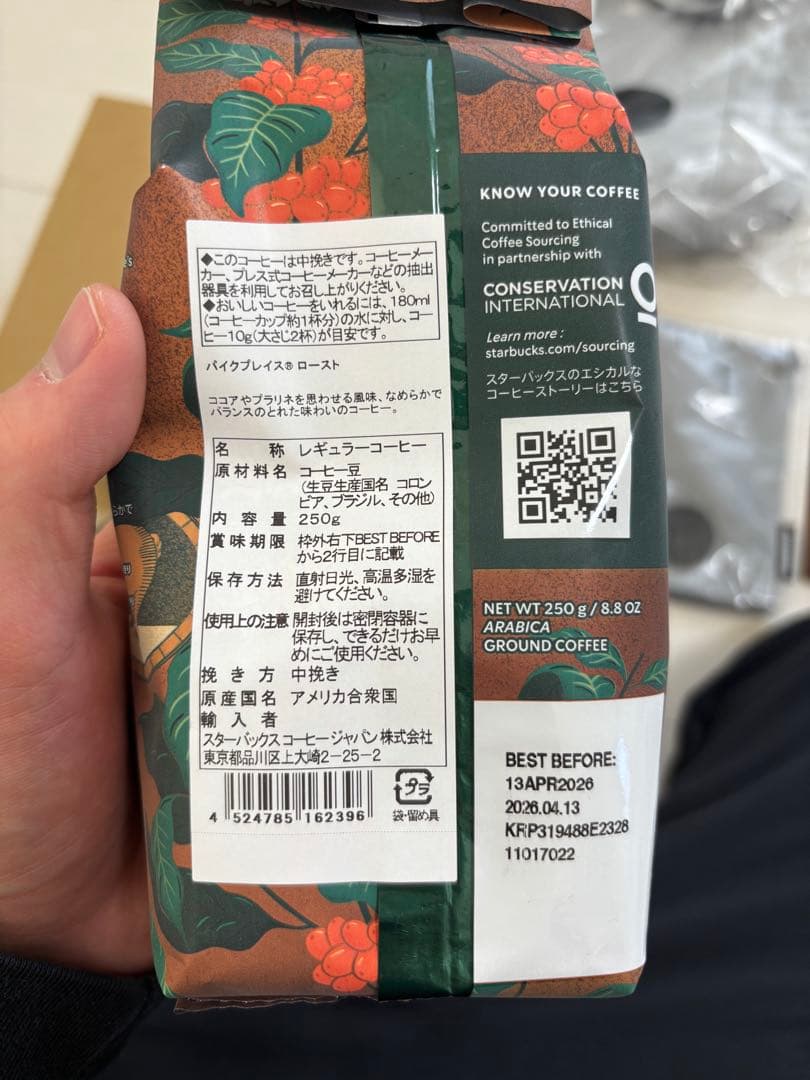 ◆このコーヒーは中挽きです。コーヒーメー
カー、プレス式コーヒーメーカーなどの抽出
器具を利用してお召し上がりください。
◆おいしいコーヒーをいれるには、180ml
(コーヒーカップ約1杯分)の水に対し、コー
ヒー10g(大さじ2杯)が目安です。
パイクプレイス® ロースト
ココアやプラリネを思わせる風味、なめらかで
バランスのとれた味わいのコーヒー。
名称 レギュラーコーヒー
原材料名 コーヒー豆
(生豆生産国名 コロン
ビア、ブラジル、その他)
内容量 250g
賞味期限 枠外右下BEST BEFORE
から2行目に記載
保存方法 直射日光、高温多湿を
避けてください。
使用上の注意 開封後は密閉容器に
保存し、できるだけお早
めにご使用ください。
挽き方 中挽き
原産国名 アメリカ合衆国
輸入者
スターバックス コーヒー ジャパン 株式会社
東京都品川区上大崎2-25-2
4 524785 162396
プラ
袋・留め具
KNOW YOUR COFFEE
Committed to Ethical
Coffee Sourcing
in partnership with
CONSERVATION
INTERNATIONAL
Learn more :
starbucks.com/sourcing
スターバックスのエシカルな
コーヒーストーリーはこちら
NET WT 250 g / 8.8 OZ
ARABICA
GROUND COFFEE
BEST BEFORE:
13APR2026
2026.04.13
KRP319488E2328
11017022